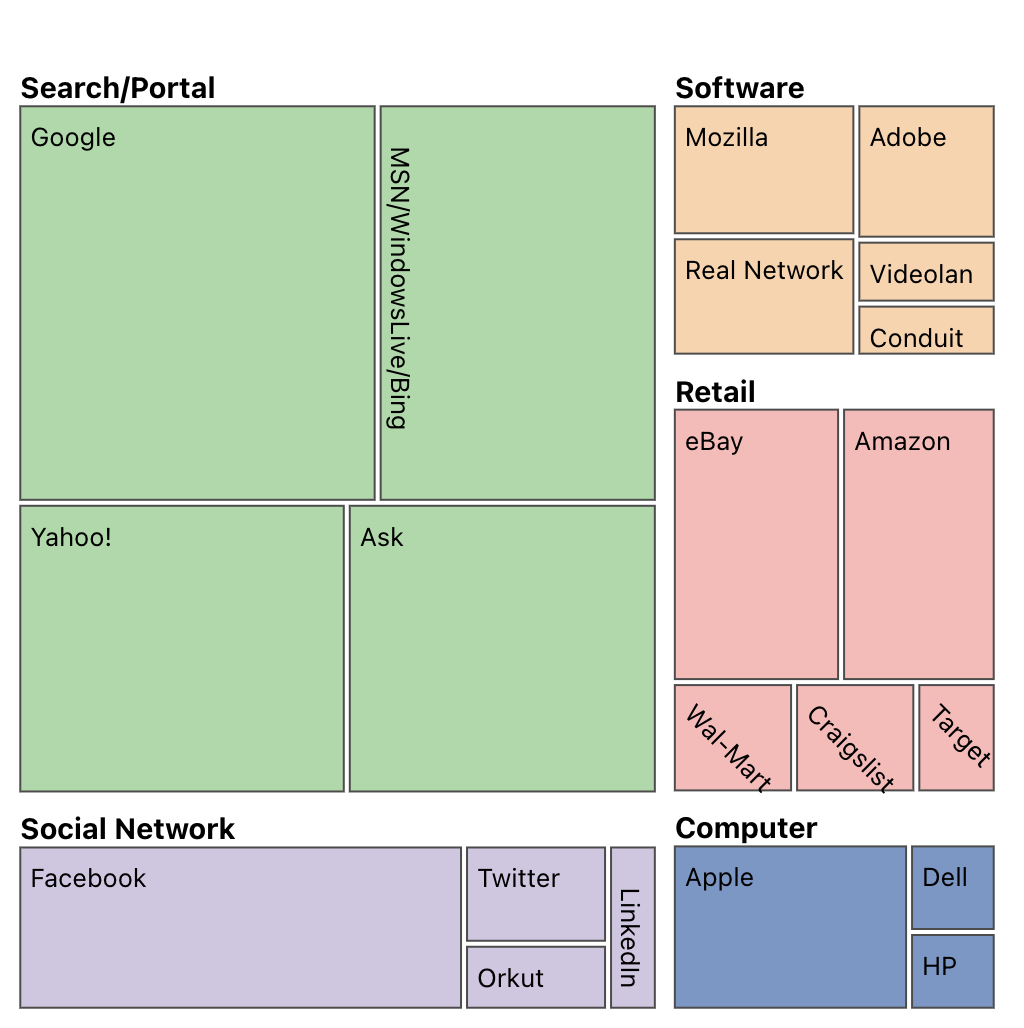 Search/Portal
Google
MSN/WindowsLive/Bing
Yahoo!
Ask
Software
Mozilla
Adobe
Real Network
Videolan
Conduit
Retail
eBay
Amazon
Wal-Mart
Craigslist
Target
Social Network
Facebook
Twitter
Orkut
LinkedIn
Computer
Apple
Dell
HP